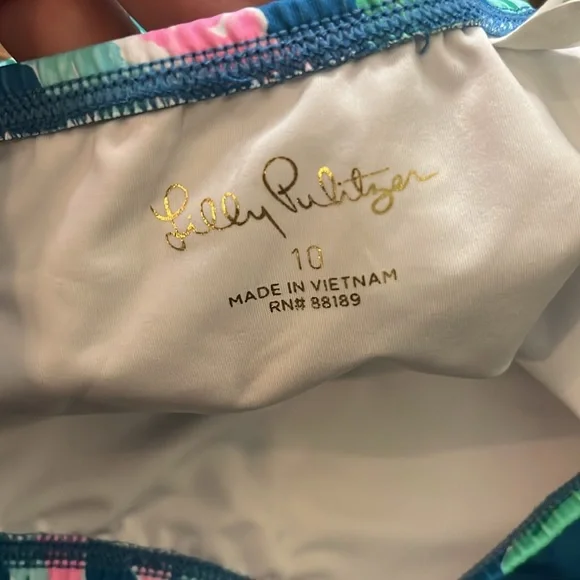 Lilly Pulitzer
10
MADE IN VIETNAM
RN# 88189